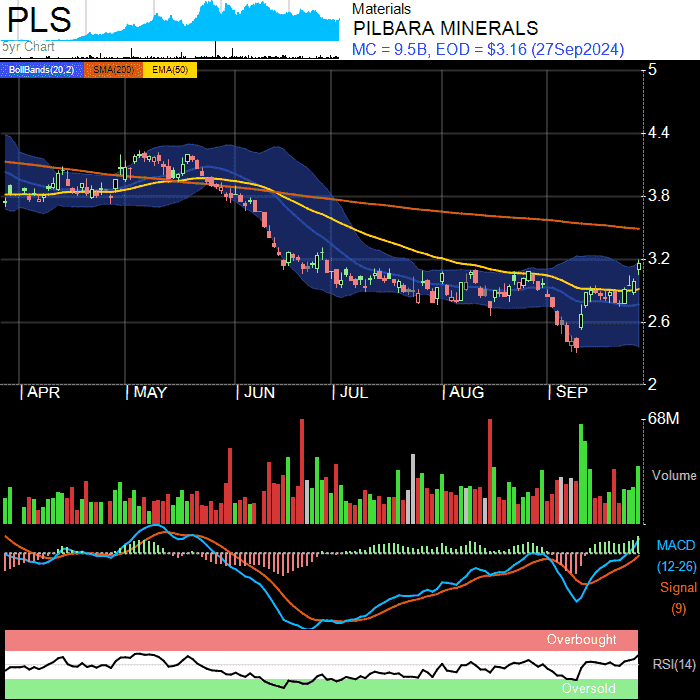 PLS
5yr Chart
Materials
PILBARA MINERALS
MC = 9.5B, EOD = $3.16 (27Sep2024)
BollBands(20,2) SMA(200) EMA(50)
5
4.4
3.8
3.2
2.6
2
| APR | MAY | JUN | JUL | AUG | SEP
68M
Volume
MACD
(12-26)
Signal
(9)
Overbought
RSI(14)
Oversold